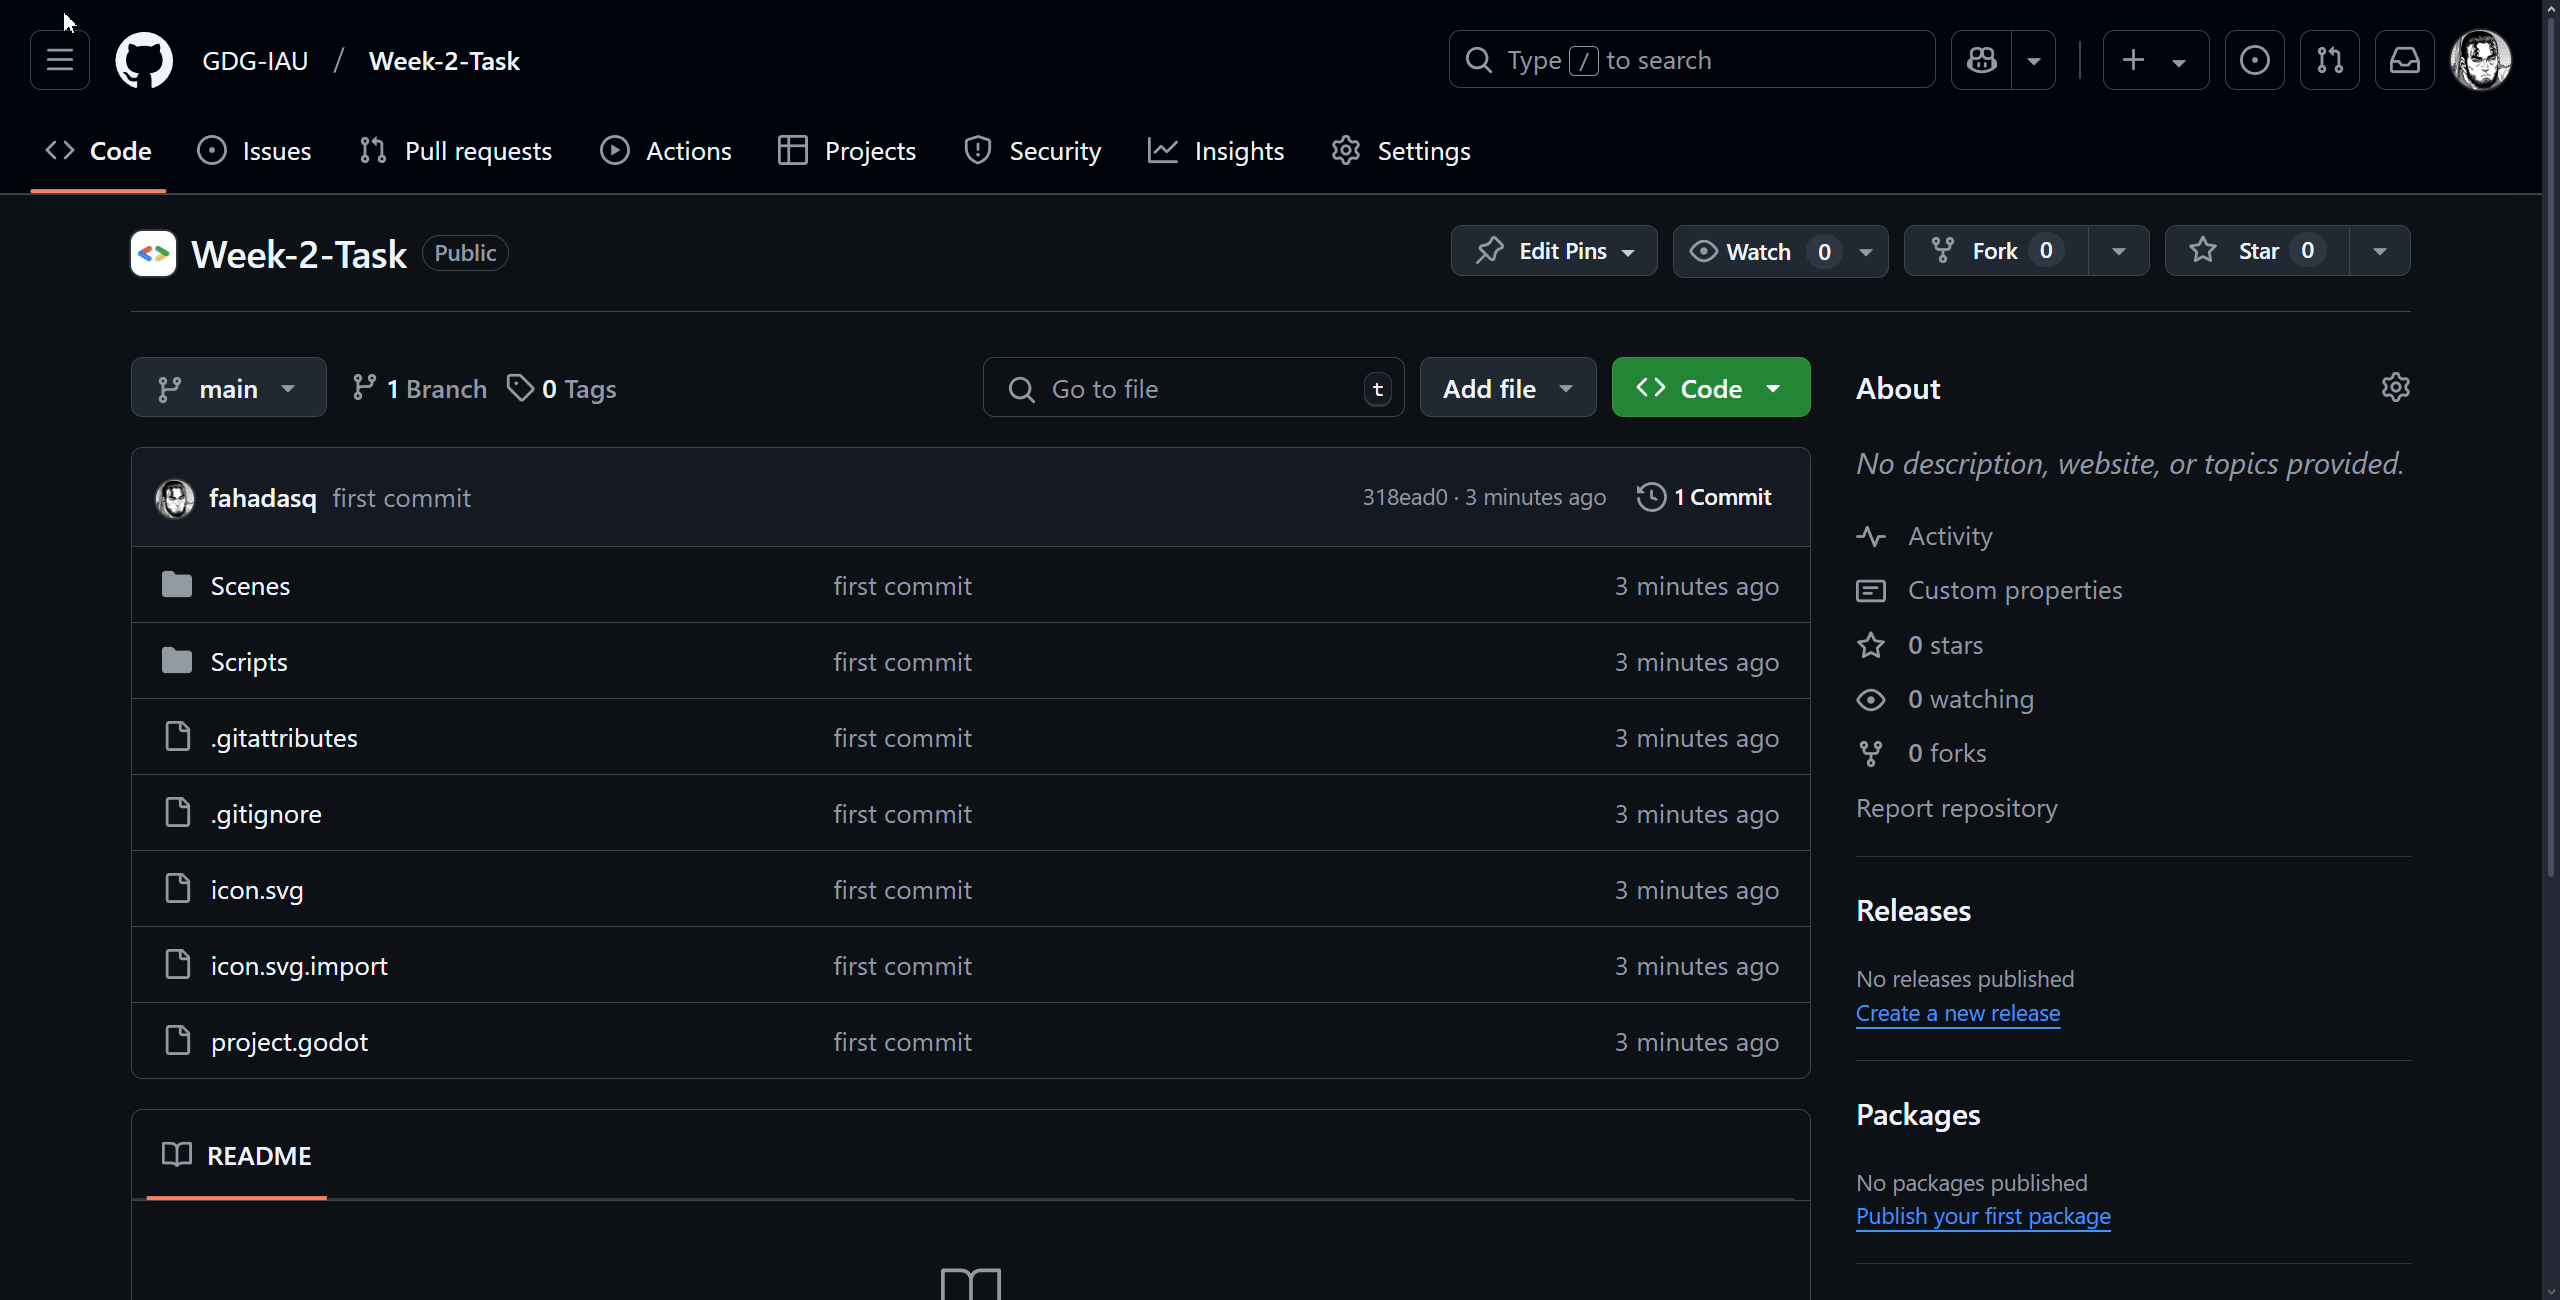 GDG-IAU / Week-2-Task
Type / to search
Code Issues Pull requests Actions Projects Security Insights Settings
Week-2-Task Public
Edit Pins Watch 0 Fork 0 Star 0
main 1 Branch 0 Tags Go to file t Add file Code
fahadasq first commit 318ead0 · 3 minutes ago 1 Commit
Scenes first commit 3 minutes ago
Scripts first commit 3 minutes ago
.gitattributes first commit 3 minutes ago
.gitignore first commit 3 minutes ago
icon.svg first commit 3 minutes ago
icon.svg.import first commit 3 minutes ago
project.godot first commit 3 minutes ago
README
About
No description, website, or topics provided.
Activity
Custom properties
0 stars
0 watching
0 forks
Report repository
Releases
No releases published
Create a new release
Packages
No packages published
Publish your first package